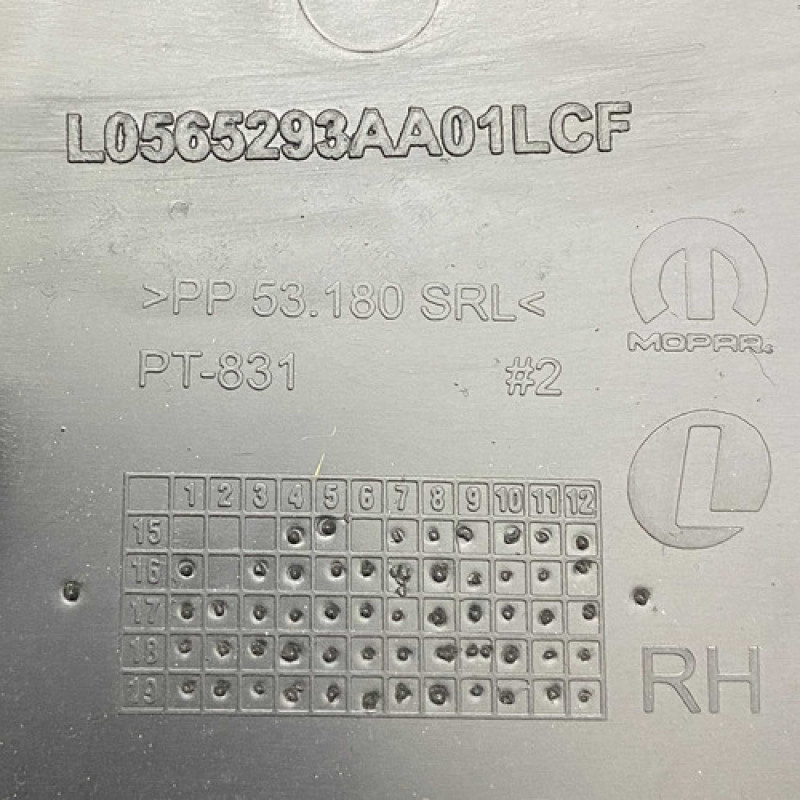 L0565293AA01LCF
>PP 53.180 SRL<
MOPAR
PT-831 #2
L
1 2 3 4 5 6 7 8 9 10 11 12
15
16
17
18
19
RH